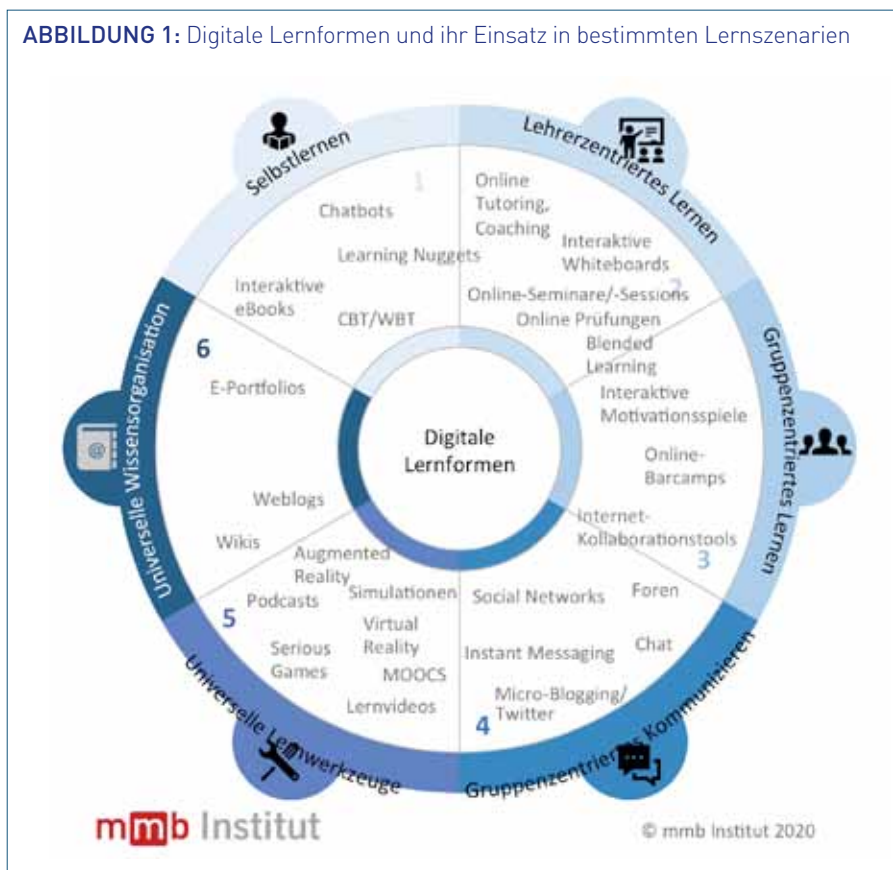 ABBILDUNG 1: Digitale Lernformen und ihr Einsatz in bestimmten Lernszenarien
Selbstlernen
1
Chatbots
Learning Nuggets
Interaktive
eBooks
CBT/WBT
Lehrerzentriertes Lernen
Online
Tutoring,
Coaching
Interaktive
Whiteboards
2
Online-Seminare/-Sessions
Online Prüfungen
Blended
Learning
Gruppenzentriertes Lernen
Interaktive
Motivationsspiele
Online-
Barcamps
Internet-
Kollaborationstools
3
Gruppenzentriertes Kommunizieren
Social Networks
Foren
Instant Messaging
Chat
Micro-Blogging/
Twitter
4
Universelle Lernwerkzeuge
5
Augmented
Reality
Podcasts
Simulationen
Virtual
Reality
Serious
Games
MOOCS
Lernvideos
Universelle Wissensorganisation
6
E-Portfolios
Weblogs
Wikis
@
Digitale
Lernformen
mmb Institut
© mmb Institut 2020